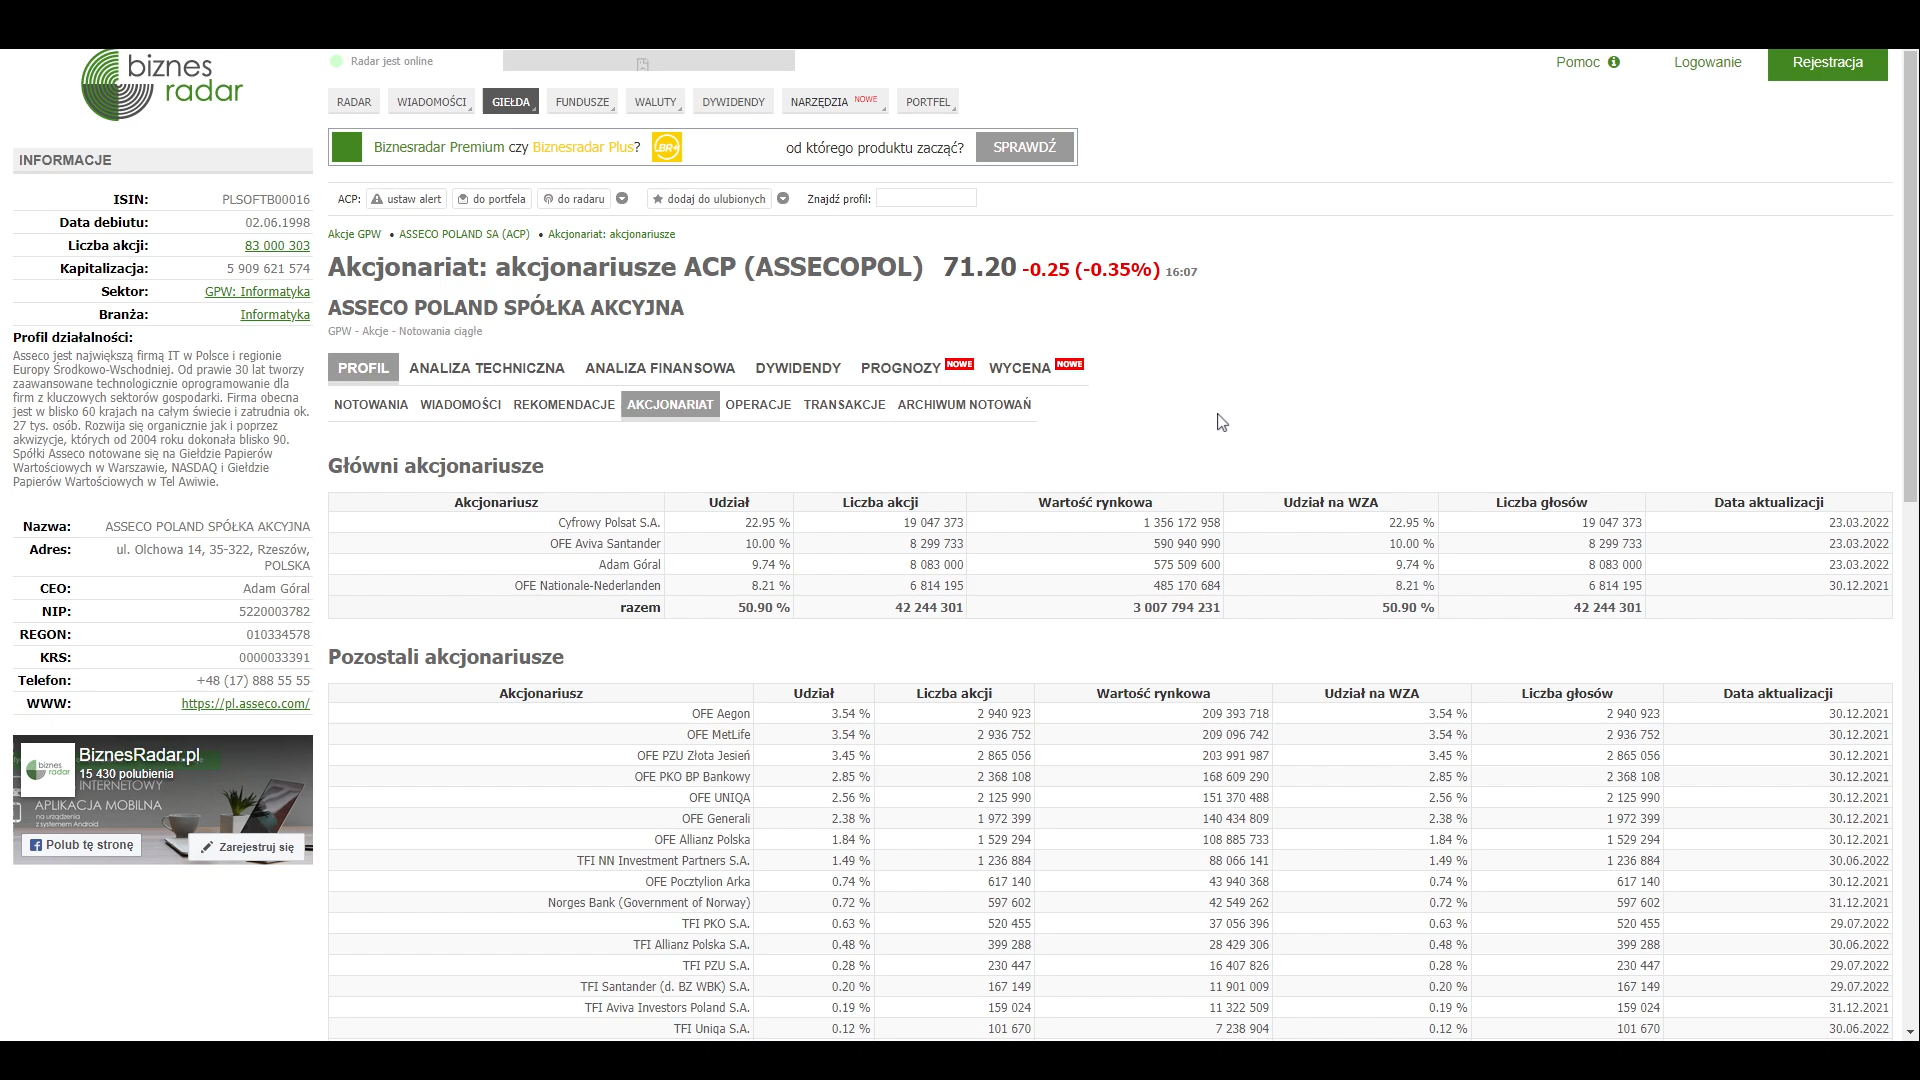 biznes
radar
Radar jest online
Pomoc
Logowanie
Rejestracja
RADAR WIADOMOŚCI GIEŁDA FUNDUSZE WALUTY DYWIDENDY NARZĘDZIA NOWE PORTFEL
Biznesradar Premium czy Biznesradar Plus? BR+ od którego produktu zacząć? SPRAWDŹ
INFORMACJE
ISIN: PLSOFTB00016
Data debiutu: 02.06.1998
Liczba akcji: 83 000 303
Kapitalizacja: 5 909 621 574
Sektor: GPW: Informatyka
Branża: Informatyka
Profil działalności:
Asseco jest największą firmą IT w Polsce i regionie
Europy Środkowo-Wschodniej. Od prawie 30 lat tworzy
zaawansowane technologicznie oprogramowanie dla
firm z kluczowych sektorów gospodarki. Firma obecna
jest w blisko 60 krajach na całym świecie i zatrudnia ok.
27 tys. osób. Rozwija się organicznie jak i poprzez
akwizycje, których od 2004 roku dokonała blisko 90.
Spółki Asseco notowane się na Giełdzie Papierów
Wartościowych w Warszawie, NASDAQ i Giełdzie
Papierów Wartościowych w Tel Awiwie.
Nazwa: ASSECO POLAND SPÓŁKA AKCYJNA
Adres: ul. Olchowa 14, 35-322, Rzeszów,
POLSKA
CEO: Adam Góral
NIP: 5220003782
REGON: 010334578
KRS: 0000033391
Telefon: +48 (17) 888 55 55
WWW: https://pl.asseco.com/
biznes
radar
BiznesRadar.pl
15 430 polubienia
INTERNETOWY
APLIKACJA MOBILNA
na urządzenia
z systemem Android
Polub tę stronę
Zarejestruj się
ACP: ustaw alert do portfela do radaru dodaj do ulubionych Znajdź profil:
Akcje GPW • ASSECO POLAND SA (ACP) • Akcjonariat: akcjonariusze
Akcjonariat: akcjonariusze ACP (ASSECOPOL) 71.20 -0.25 (-0.35%) 16:07
ASSECO POLAND SPÓŁKA AKCYJNA
GPW - Akcje - Notowania ciągłe
PROFIL ANALIZA TECHNICZNA ANALIZA FINANSOWA DYWIDENDY PROGNOZY NOWE WYCENA NOWE
NOTOWANIA WIADOMOŚCI REKOMENDACJE AKCJONARIAT OPERACJE TRANSAKCJE ARCHIWUM NOTOWAŃ
Główni akcjonariusze
Akcjonariusz Udział Liczba akcji Wartość rynkowa Udział na WZA Liczba głosów Data aktualizacji
Cyfrowy Polsat S.A. 22.95 % 19 047 373 1 356 172 958 22.95 % 19 047 373 23.03.2022
OFE Aviva Santander 10.00 % 8 299 733 590 940 990 10.00 % 8 299 733 23.03.2022
Adam Góral 9.74 % 8 083 000 575 509 600 9.74 % 8 083 000 23.03.2022
OFE Nationale-Nederlanden 8.21 % 6 814 195 485 170 684 8.21 % 6 814 195 30.12.2021
razem 50.90 % 42 244 301 3 007 794 231 50.90 % 42 244 301
Pozostali akcjonariusze
Akcjonariusz Udział Liczba akcji Wartość rynkowa Udział na WZA Liczba głosów Data aktualizacji
OFE Aegon 3.54 % 2 940 923 209 393 718 3.54 % 2 940 923 30.12.2021
OFE MetLife 3.54 % 2 936 752 209 096 742 3.54 % 2 936 752 30.12.2021
OFE PZU Złota Jesień 3.45 % 2 865 056 203 991 987 3.45 % 2 865 056 30.12.2021
OFE PKO BP Bankowy 2.85 % 2 368 108 168 609 290 2.85 % 2 368 108 30.12.2021
OFE UNIQA 2.56 % 2 125 990 151 370 488 2.56 % 2 125 990 30.12.2021
OFE Generali 2.38 % 1 972 399 140 434 809 2.38 % 1 972 399 30.12.2021
OFE Allianz Polska 1.84 % 1 529 294 108 885 733 1.84 % 1 529 294 30.12.2021
TFI NN Investment Partners S.A. 1.49 % 1 236 884 88 066 141 1.49 % 1 236 884 30.06.2022
OFE Pocztylion Arka 0.74 % 617 140 43 940 368 0.74 % 617 140 30.12.2021
Norges Bank (Government of Norway) 0.72 % 597 602 42 549 262 0.72 % 597 602 31.12.2021
TFI PKO S.A. 0.63 % 520 455 37 056 396 0.63 % 520 455 29.07.2022
TFI Allianz Polska S.A. 0.48 % 399 288 28 429 306 0.48 % 399 288 30.06.2022
TFI PZU S.A. 0.28 % 230 447 16 407 826 0.28 % 230 447 29.07.2022
TFI Santander (d. BZ WBK) S.A. 0.20 % 167 149 11 901 009 0.20 % 167 149 29.07.2022
TFI Aviva Investors Poland S.A. 0.19 % 159 024 11 322 509 0.19 % 159 024 31.12.2021
TFI Uniqa S.A. 0.12 % 101 670 7 238 904 0.12 % 101 670 30.06.2022